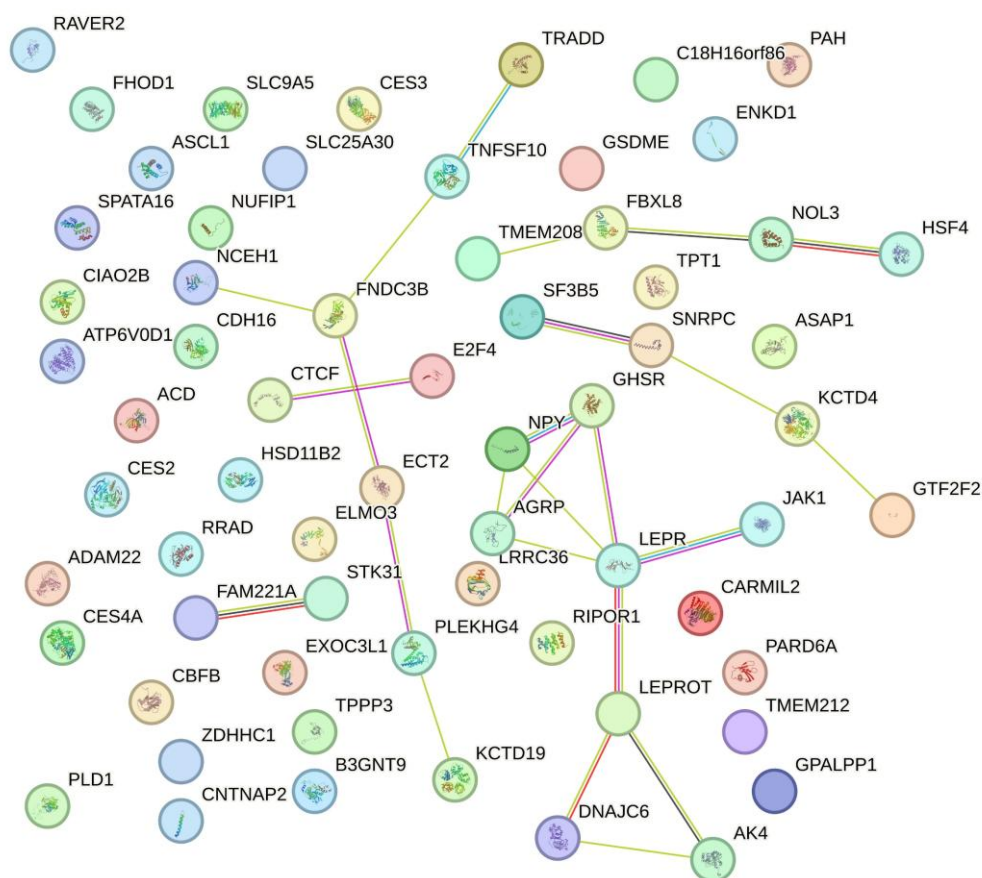 RAVER2
TRADD
C18H16orf86
PAH
FHOD1
SLC9A5
CES3
ENKD1
ASCL1
SLC25A30
TNFSF10
GSDME
SPATA16
NUFIP1
FBXL8
NOL3
HSF4
TMEM208
NCEH1
TPT1
CIAO2B
FNDC3B
SF3B5
SNRPC
ASAP1
ATP6V0D1
CDH16
E2F4
CTCF
GHSR
KCTD4
ACD
NPY
HSD11B2
ECT2
CES2
AGRP
GTF2F2
ELMO3
LEPR
JAK1
RRAD
LRRC36
ADAM22
STK31
FAM221A
CARMIL2
CES4A
PLEKHG4
RIPOR1
EXOC3L1
PARD6A
CBFB
LEPROT
TPPP3
TMEM212
ZDHHC1
B3GNT9
KCTD19
GPALPP1
PLD1
CNTNAP2
DNAJC6
AK4